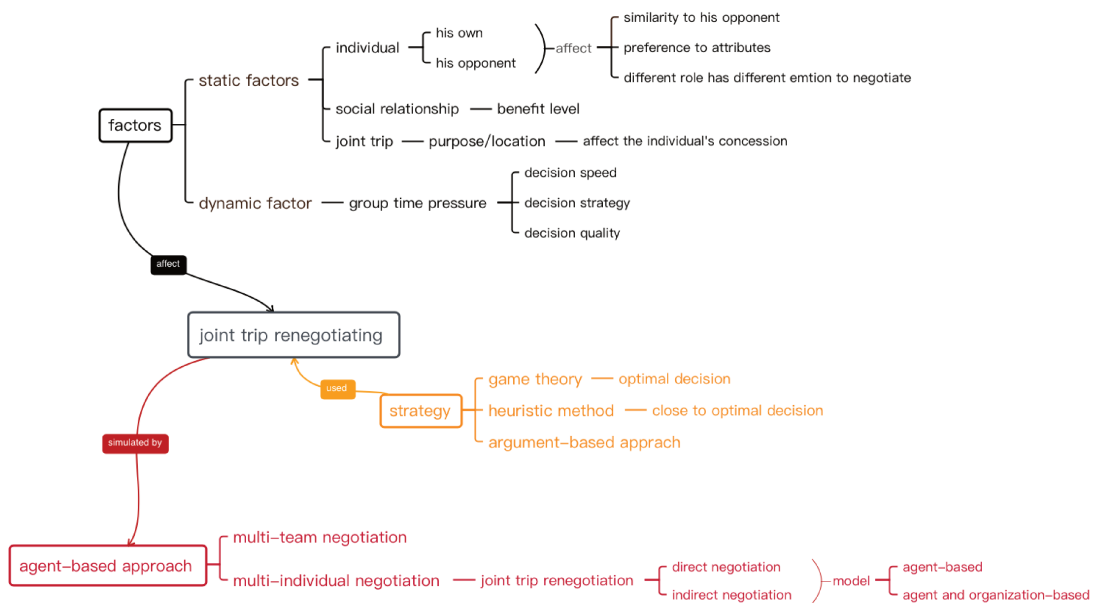 similarity to his opponent
his own
individual
affect
preference to attributes
his opponent
static factors
different role has different emtion to negotiate
social relationship
benefit level
factors
joint trip
purpose/location
affect the individual's concession
decision speed
dynamic factor
group time pressure
decision strategy
decision quality
affect
joint trip renegotiating
game theory
optimal decision
used
strategy
heuristic method
close to optimal decision
argument-based apprach
simulated by
multi-team negotiation
agent-based approach
direct negotiation
agent-based
multi-individual negotiation
joint trip renegotiation
model
indirect negotiation
agent and organization-based